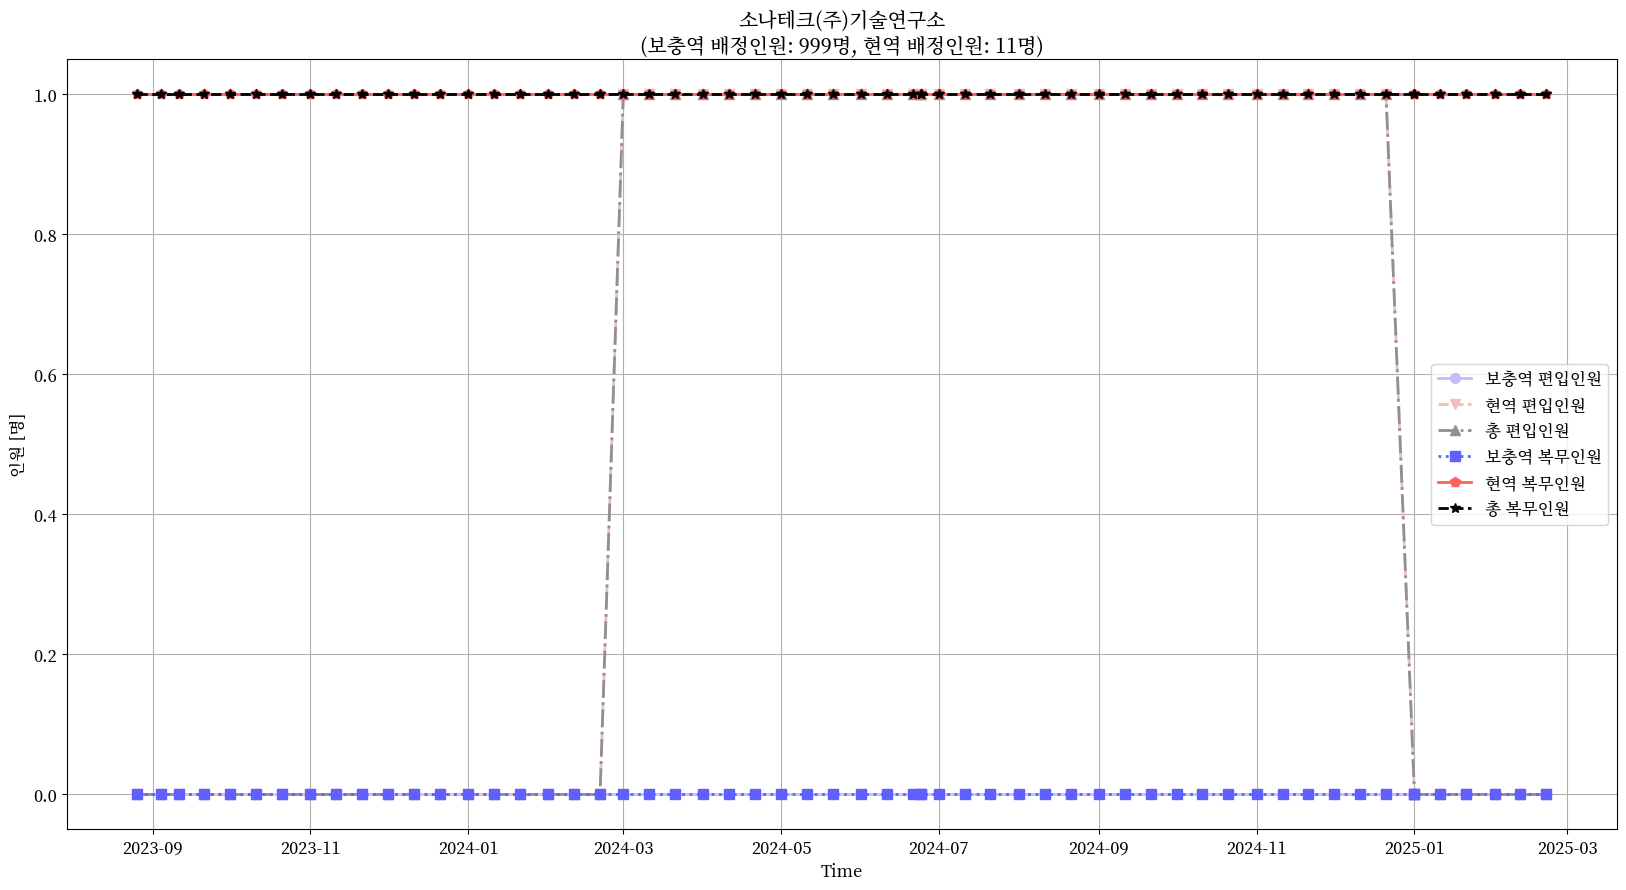 소나테크(주)기술연구소
(보충역 배정인원: 999명, 현역 배정인원: 11명)
인원 [명]
1.0
0.8
0.6
0.4
0.2
0.0
보충역 편입인원
현역 편입인원
총 편입인원
보충역 복무인원
현역 복무인원
총 복무인원
2023-09
2023-11
2024-01
2024-03
2024-05
2024-07
2024-09
2024-11
2025-01
2025-03
Time